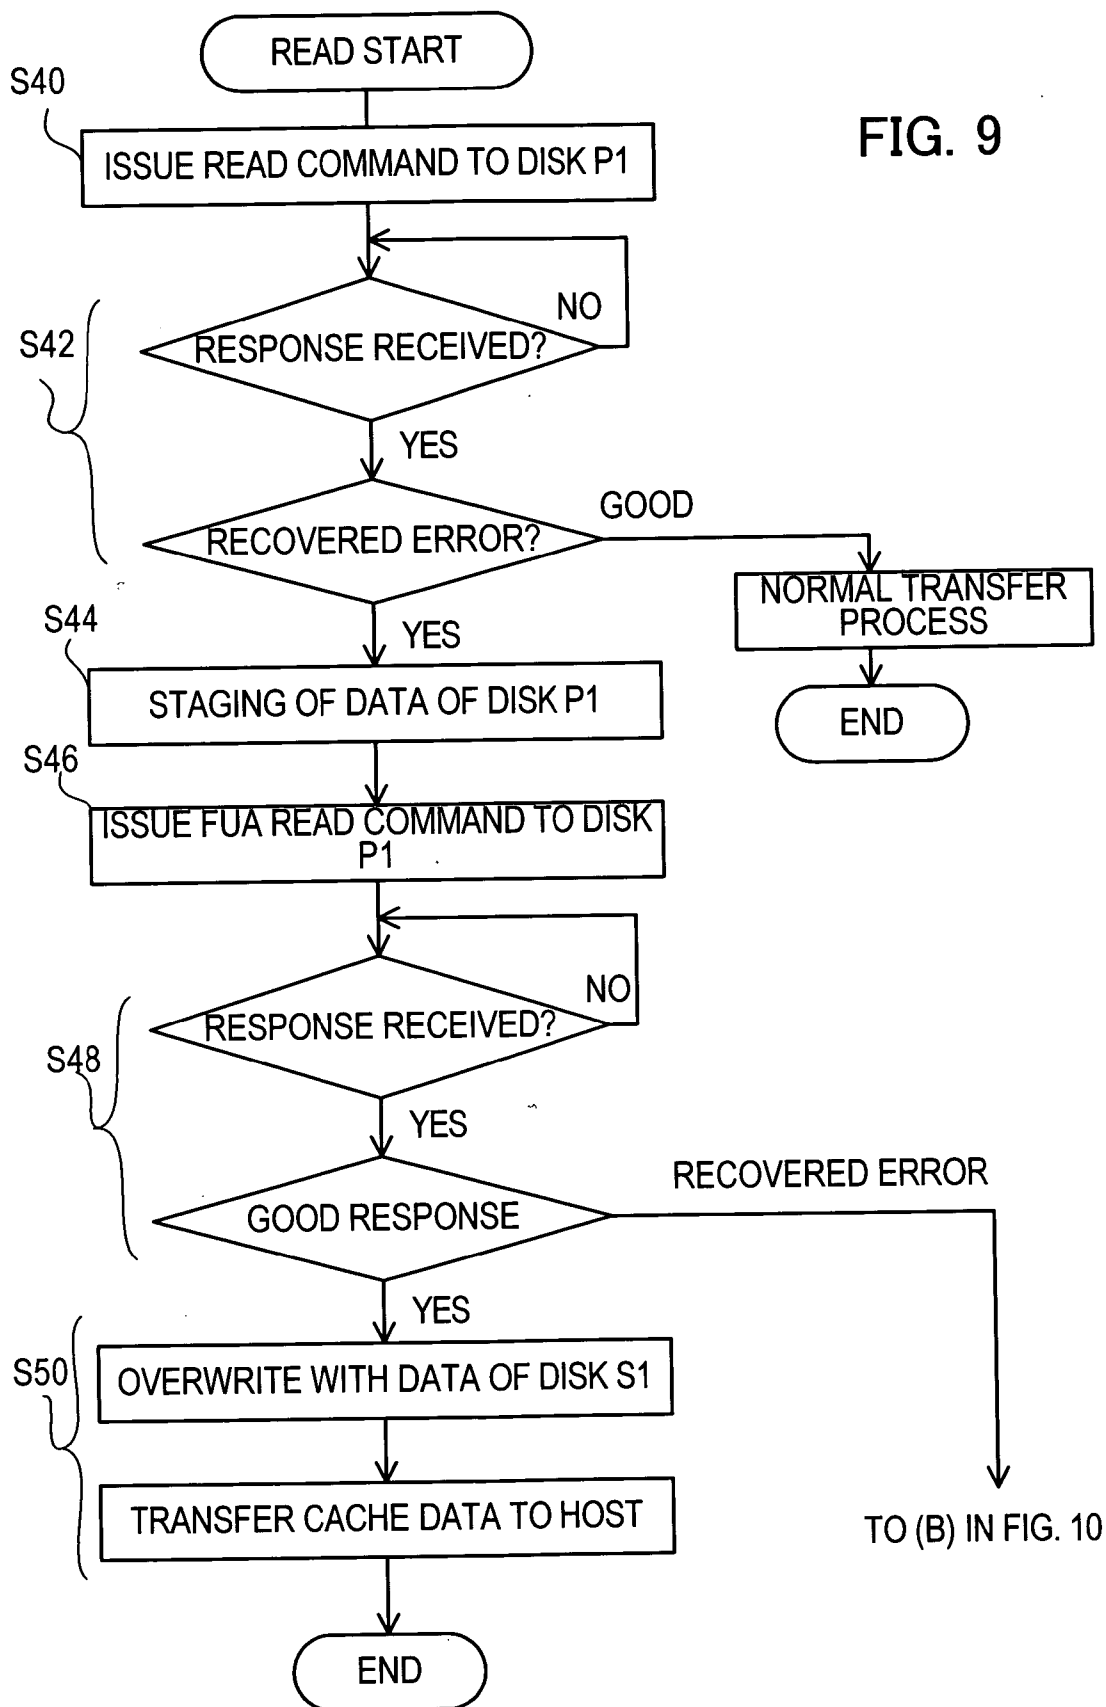 READ START
S40
FIG. 9
ISSUE READ COMMAND TO DISK P1
NO
S42
RESPONSE RECEIVED?
YES
GOOD
RECOVERED ERROR?
NORMAL TRANSFER
PROCESS
S44
YES
STAGING OF DATA OF DISK P1
END
S46
ISSUE FUA READ COMMAND TO DISK
P1
NO
RESPONSE RECEIVED?
S48
YES
RECOVERED ERROR
GOOD RESPONSE
YES
S50
OVERWRITE WITH DATA OF DISK S1
TRANSFER CACHE DATA TO HOST
TO (B) IN FIG. 10
END